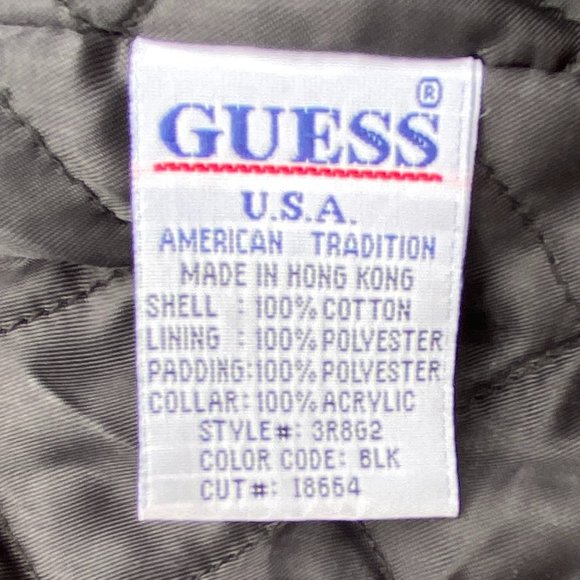 ®
GUESS
U.S.A.
AMERICAN TRADITION
MADE IN HONG KONG
SHELL : 100% COTTON
LINING : 100% POLYESTER
PADDING: 100% POLYESTER
COLLAR: 100% ACRYLIC
STYLE#: 3R8G2
COLOR CODE: BLK
CUT#: 18664